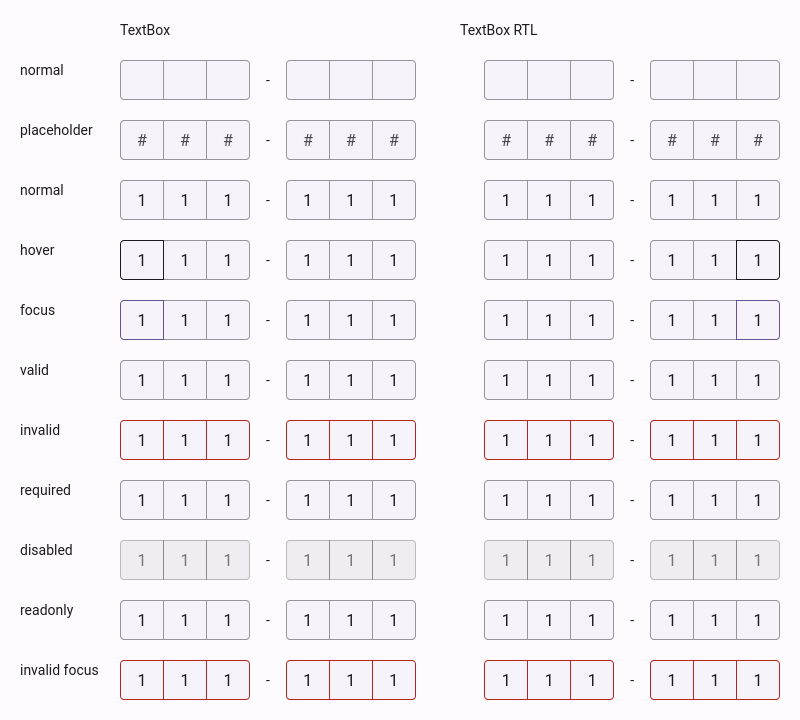 TextBox TextBox RTL
normal - -
placeholder # # # - # # # # # # - # # #
normal 1 1 1 - 1 1 1 1 1 1 - 1 1 1
hover 1 1 1 - 1 1 1 1 1 1 - 1 1 1
focus 1 1 1 - 1 1 1 1 1 1 - 1 1 1
valid 1 1 1 - 1 1 1 1 1 1 - 1 1 1
invalid 1 1 1 - 1 1 1 1 1 1 - 1 1 1
required 1 1 1 - 1 1 1 1 1 1 - 1 1 1
disabled 1 1 1 - 1 1 1 1 1 1 - 1 1 1
readonly 1 1 1 - 1 1 1 1 1 1 - 1 1 1
invalid focus 1 1 1 - 1 1 1 1 1 1 - 1 1 1